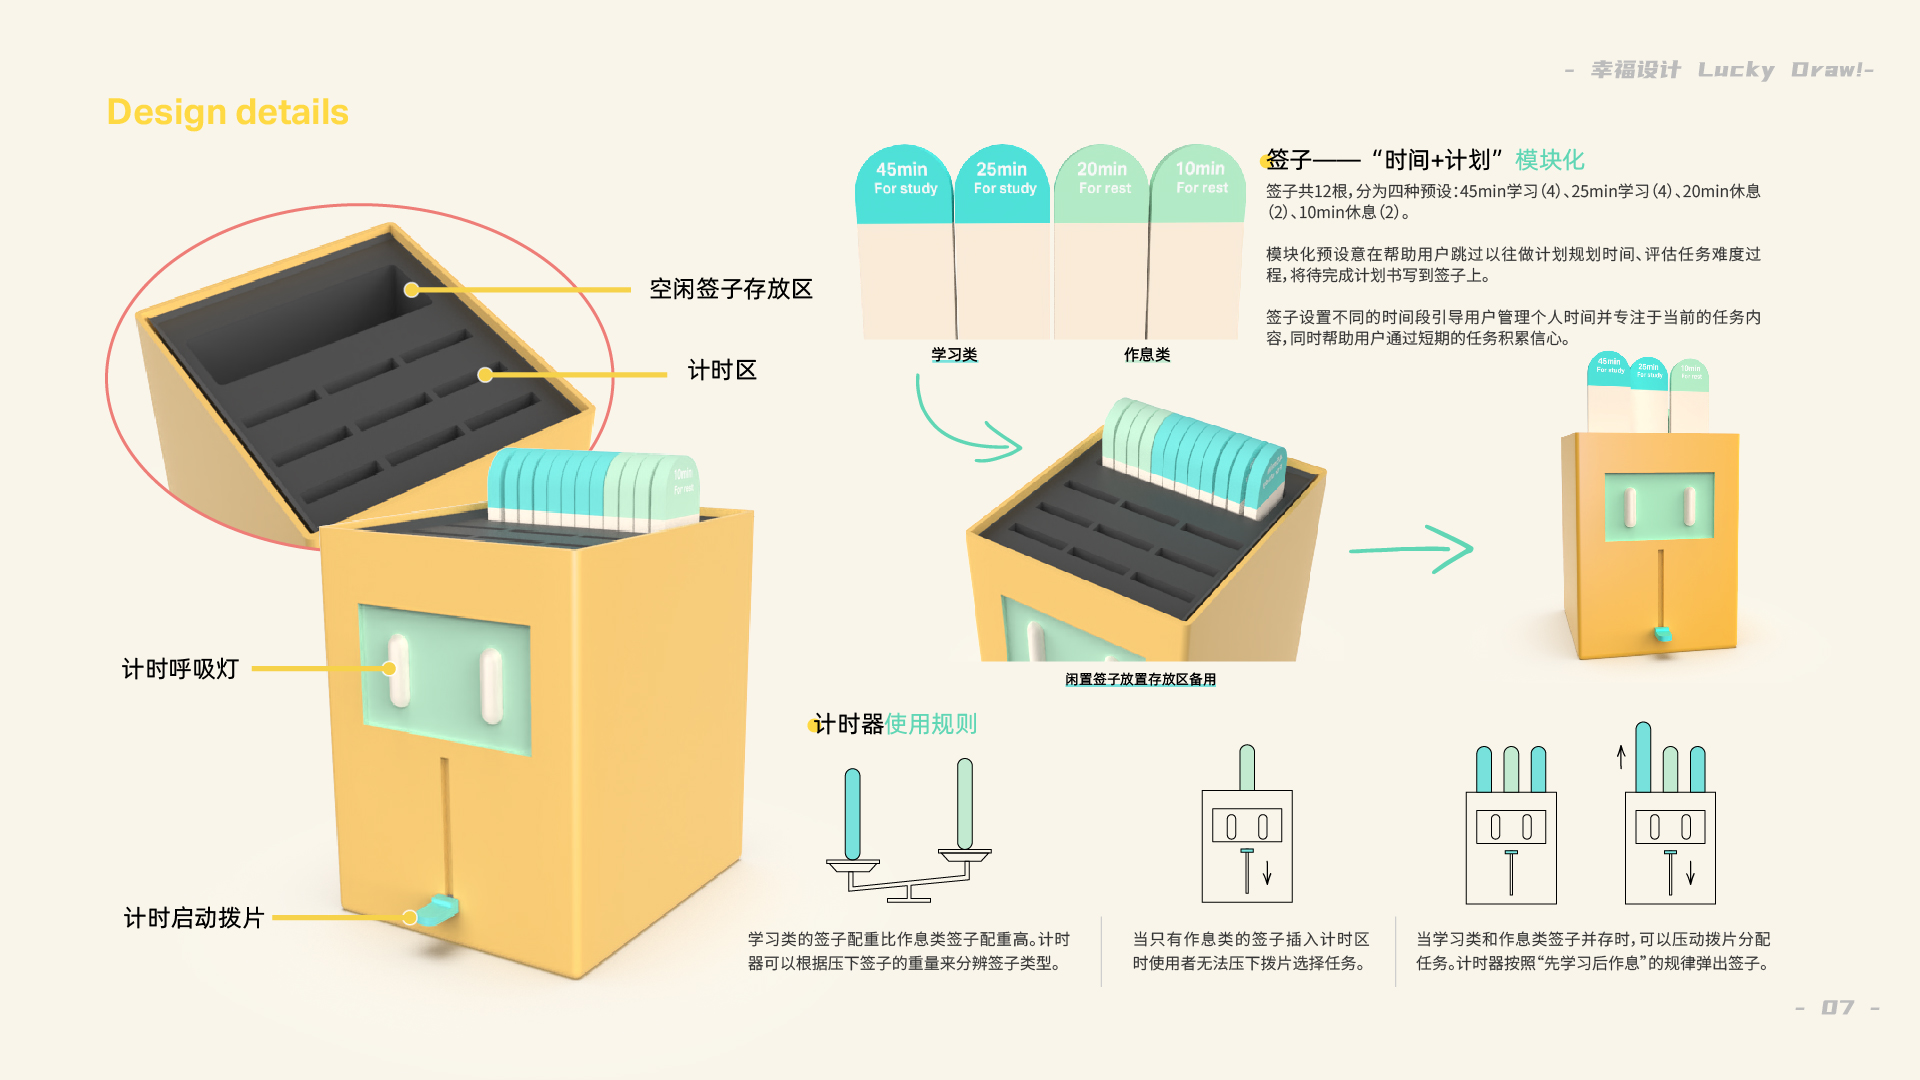 - 幸福设计 Lucky Draw!-
Design details
45min
For study
25min
For study
20min
For rest
10min
For rest
学习类
作息类
签子——“时间+计划” 模块化
签子共12根,分为四种预设:45min学习(4)、25min学习(4)、20min休息
(2)、10min休息(2)。
模块化预设意在帮助用户跳过以往做计划规划时间、评估任务难度过
程,将待完成计划书写到签子上。
签子设置不同的时间段引导用户管理个人时间并专注于当前的任务内
容,同时帮助用户通过短期的任务积累信心。
空闲签子存放区
计时区
10min
For rest
计时呼吸灯
计时启动拨片
闲置签子放置存放区备用
45min
For study
25min
For study
10min
For rest
计时器使用规则
学习类的签子配重比作息类签子配重高。计时
器可以根据压下签子的重量来分辨签子类型。
当只有作息类的签子插入计时区
时使用者无法压下拨片选择任务。
当学习类和作息类签子并存时,可以压动拨片分配
任务。计时器按照“先学习后作息”的规律弹出签子。
- 07 -